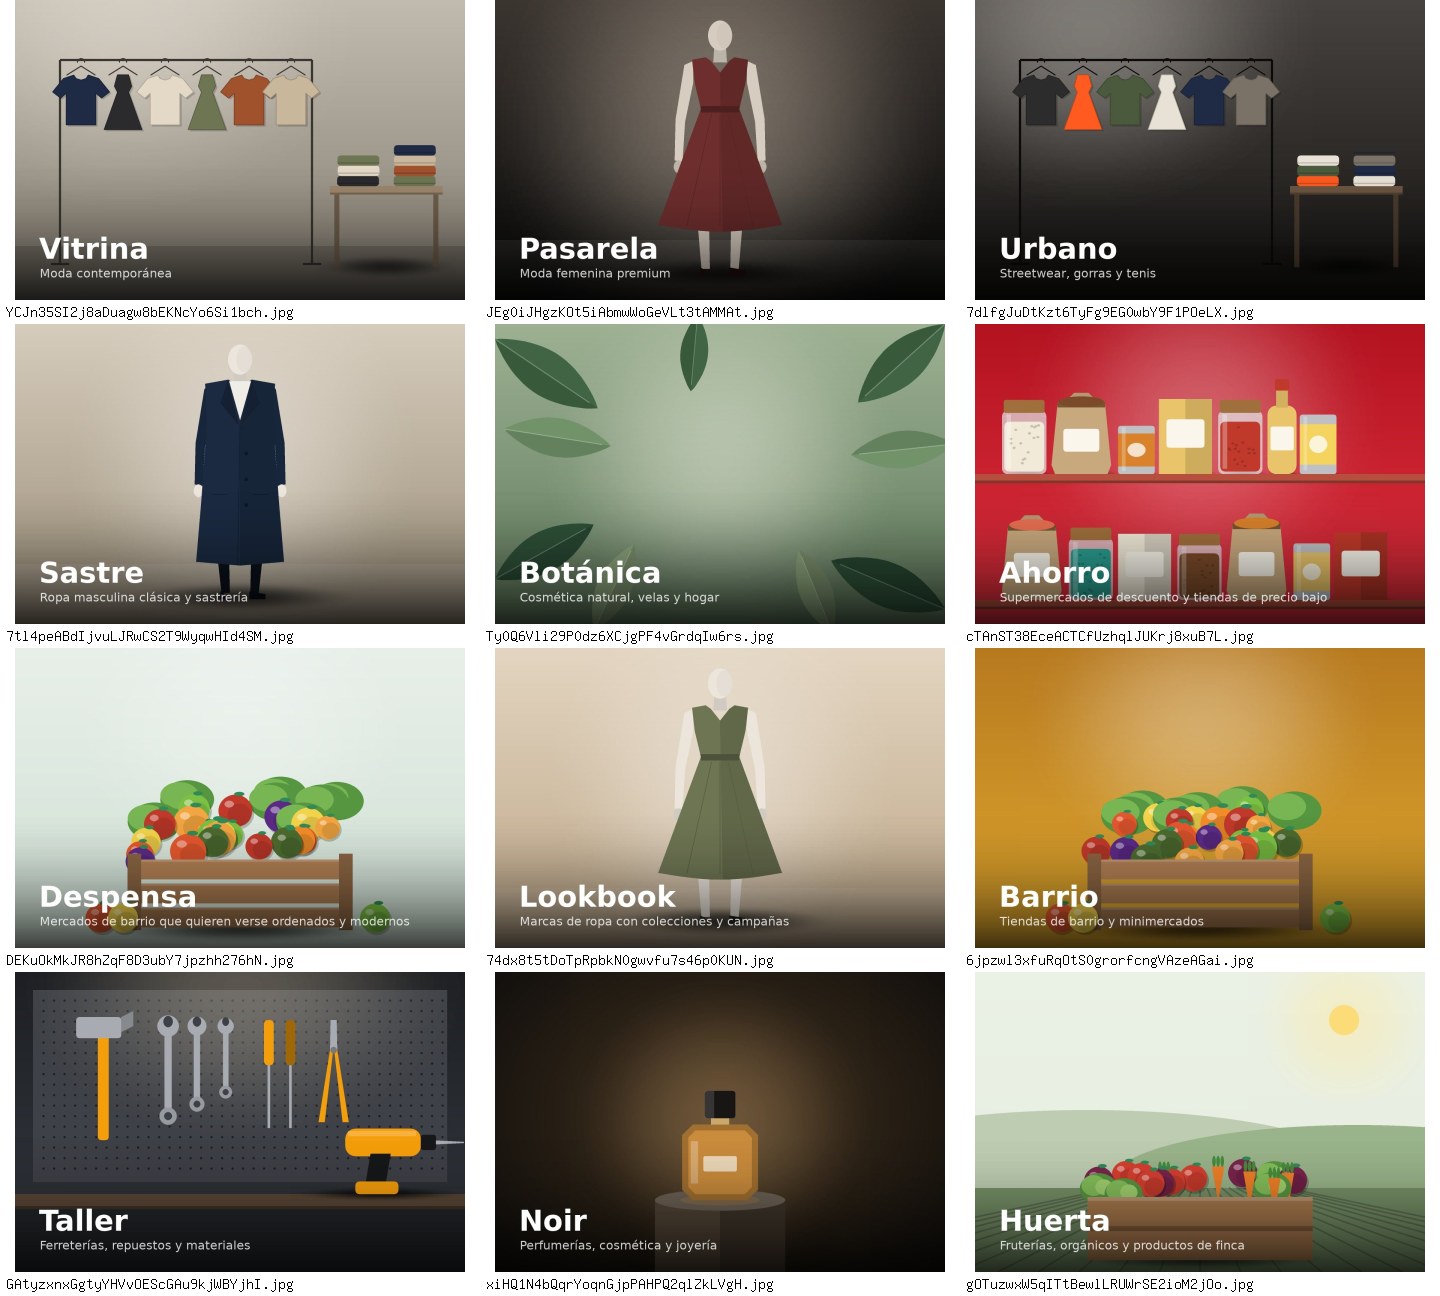 Vitrina
Moda contemporánea
YCJn35SI2j8aDuagw8bEKNcYo6Si1bch.jpg
Pasarela
Moda femenina premium
JEg0iJHgzKOt5iAbmwWoGeVLt3tAMMAt.jpg
Urbano
Streetwear, gorras y tenis
7dlfgJuDtKzt6TyFg9EGOwbY9F1POeLX.jpg
Sastre
Ropa masculina clásica y sastrería
7tl4peABdIjvuLJRwCS2T9WyqwHId4SM.jpg
Botánica
Cosmética natural, velas y hogar
Ty0Q6Vli29P0dz6XCjgPF4vGrdqIw6rs.jpg
Ahorro
Supermercados de descuento y tiendas de precio bajo
cTAnST38EceACTCfUzhqlJUKrj8xuB7L.jpg
Despensa
Mercados de barrio que quieren verse ordenados y modernos
DEKuOkMkJR8hZqF8D3ubY7jpzhh276hN.jpg
Lookbook
Marcas de ropa con colecciones y campañas
74dx8t5tDoTpRpbkNOgwvfu7s46pOKUN.jpg
Barrio
Tiendas de barrio y minimercados
6jpzwl3xfuRqOtSOgrorfcngVAzeAGai.jpg
Taller
Ferreterías, repuestos y materiales
GAtyzxnxGgtyYHVvOEScGAu9kjWBYjhI.jpg
Noir
Perfumerías, cosmética y joyería
xiHQ1N4bQqrYoqnGjpPAHPQ2qlZkLVgH.jpg
Huerta
Fruterías, orgánicos y productos de finca
gOTuzwxW5qITtBewlLRUWrSE2ioM2jOo.jpg